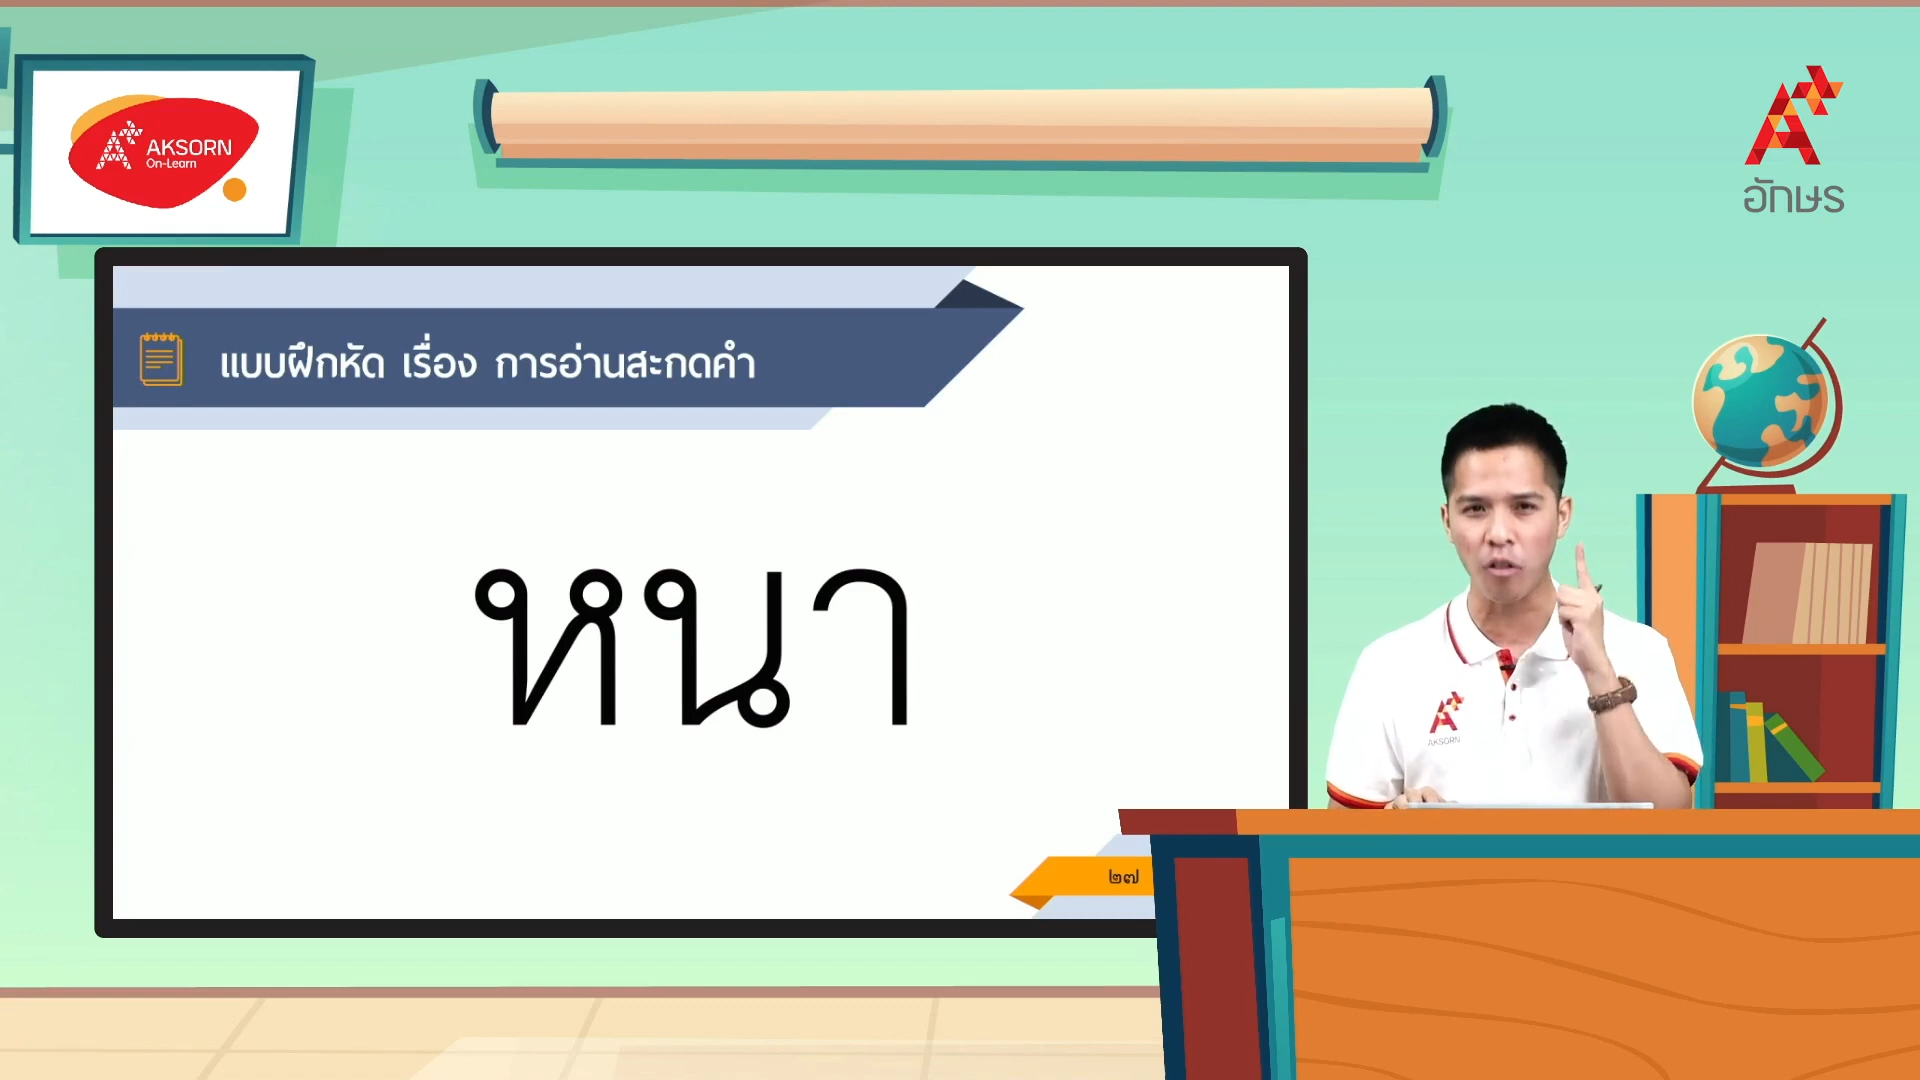 AKSORN
On-Learn
อักษร
แบบฝึกหัด เรื่อง การอ่านสะกดคำ
หนา
AKSORN
๒๗